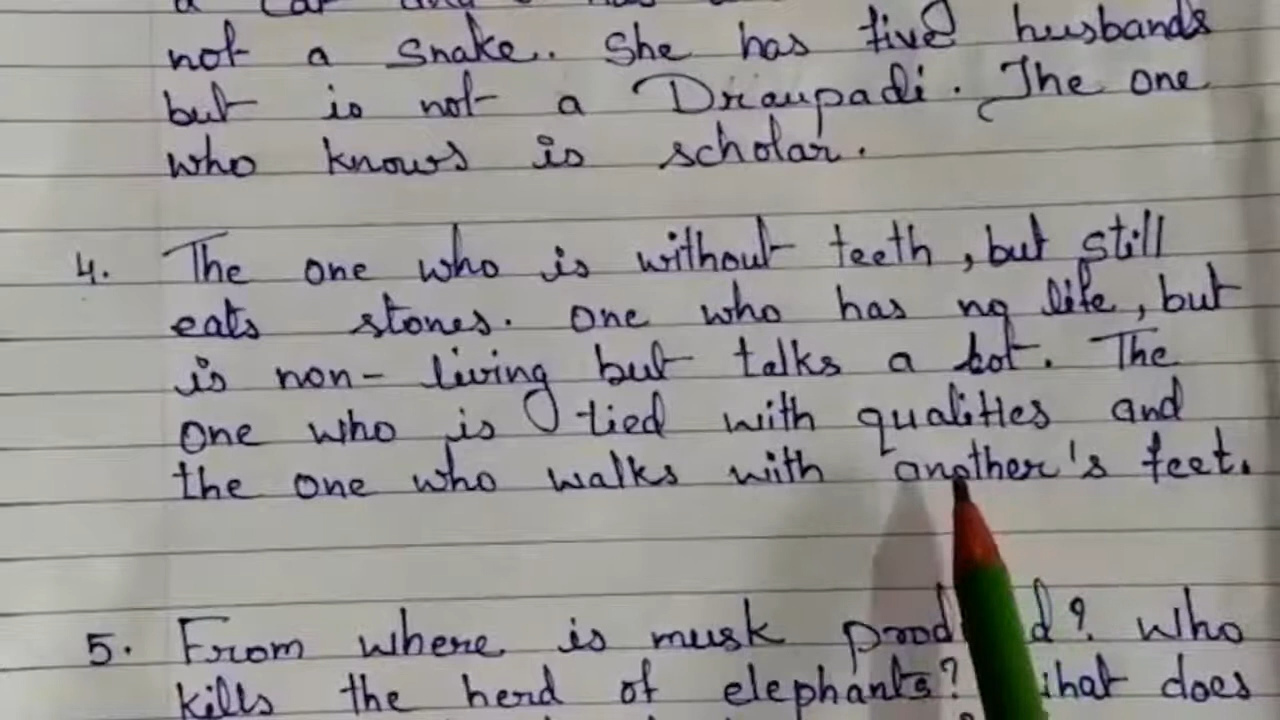 a cat
not a snake. She has five husbands
but is not a Draupadi. The one
who knows is scholar.
4. The one who is without teeth, but still
eats stones. One who has no life, but
is non-living but talks a lot. The
one who is tied with qualities and
the one who walks with another's feet.
5. From where is musk prod d? Who
kills the herd of elephants? What does